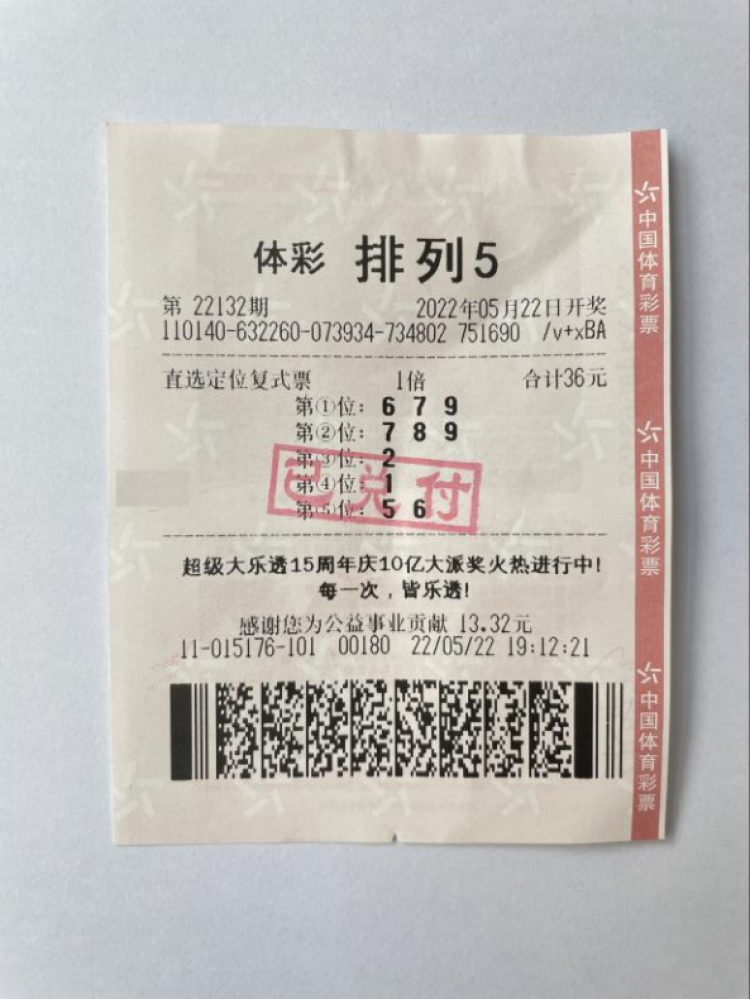 体彩 排列5
第 22132期 2022年05月22日开奖
110140-632260-073934-734802 751690 /v+xBA
直选定位复式票 1倍 合计36元
第①位: 6 7 9
第②位: 7 8 9
第③位: 2
第④位: 1
第⑤位: 5 6
已兑付
超级大乐透15周年庆10亿大派奖火热进行中!
每一次，皆乐透!
感谢您为公益事业贡献 13.32元
11-015176-101 00180 22/05/22 19:12:21
中国体育彩票
中国体育彩票
中国体育彩票